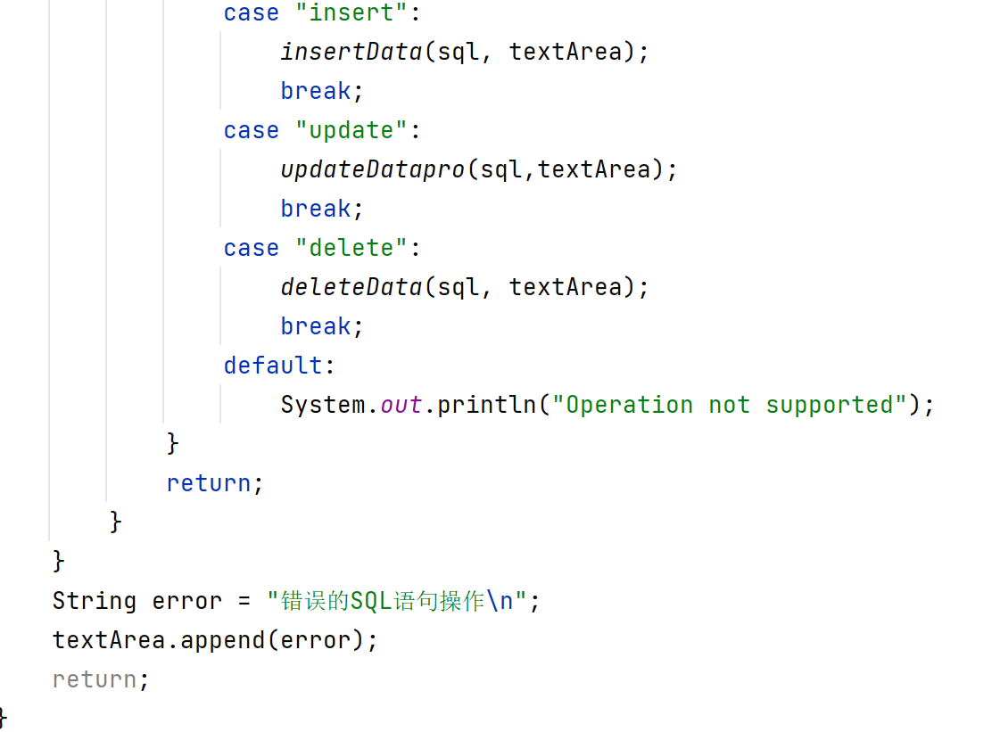 case "insert":
insertData(sql, textArea);
break;
case "update":
updateDatapro(sql,textArea);
break;
case "delete":
deleteData(sql, textArea);
break;
default:
System.out.println("Operation not supported");
}
return;
}
}
String error = "错误的SQL语句操作\n";
textArea.append(error);
return;
}